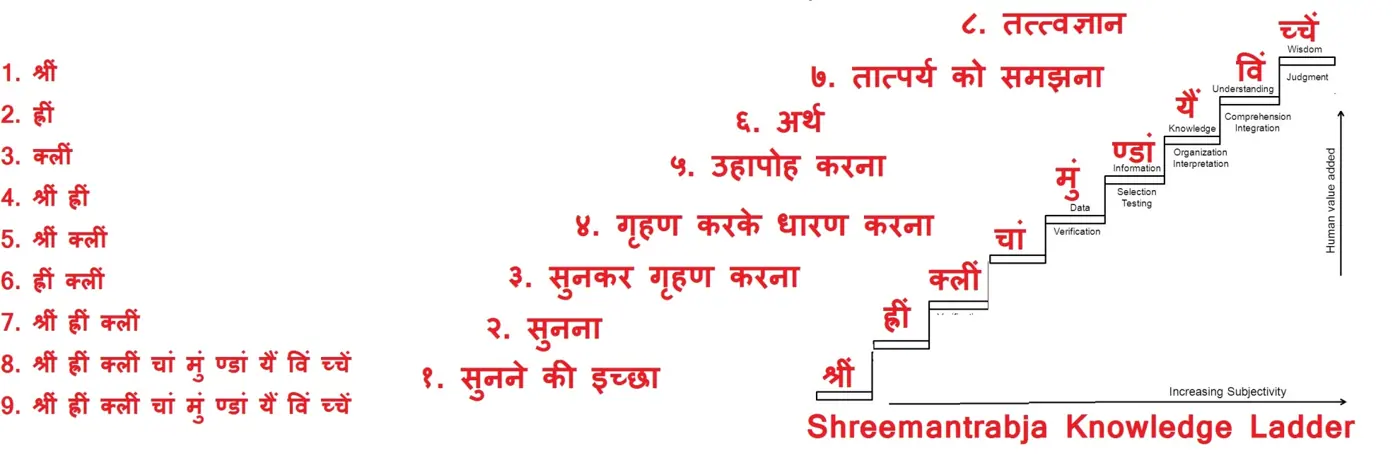 1. श्रीं
2. ह्रीं
3. क्लीं
4. श्रीं ह्रीं
5. श्रीं क्लीं
6. ह्रीं क्लीं
7. श्रीं ह्रीं क्लीं
8. श्रीं ह्रीं क्लीं चां मुं ण्डां यैं विं च्चें
9. श्रीं ह्रीं क्लीं चां मुं ण्डां यैं विं च्चें
८. तत्त्वज्ञान
७. तात्पर्य को समझना
६. अर्थ
५. उहापोह करना
४. गृहण करके धारण करना
३. सुनकर गृहण करना
२. सुनना
१. सुनने की इच्छा
च्चें
Wisdom
Judgment
विं
Understanding
Comprehension
Integration
यैं
Knowledge
Organization
Interpretation
ण्डां
Information
Selection
Testing
मुं
Data
Verification
चां
क्लीं
ह्रीं
श्रीं
Human value added
Increasing Subjectivity
Shreemantrabja Knowledge Ladder